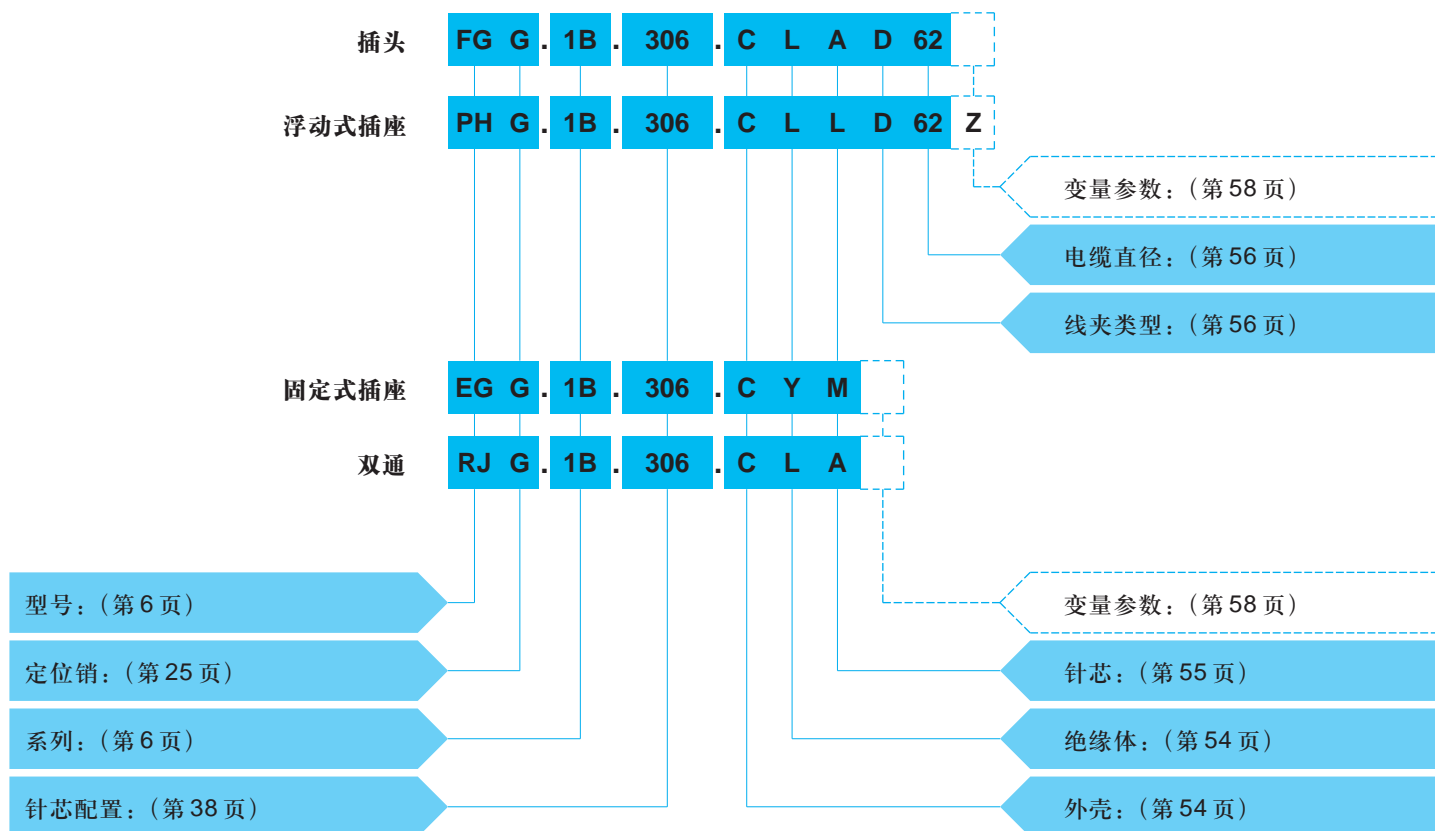 插头 FG G . 1B . 306 . C L A D 62
浮动式插座 PH G . 1B . 306 . C L L D 62 Z
变量参数:(第 58 页)
电缆直径:(第 56 页)
线夹类型:(第 56 页)
固定式插座 EG G . 1B . 306 . C Y M
双通 RJ G . 1B . 306 . C L A
型号:(第 6 页)
变量参数:(第 58 页)
定位销:(第 25 页)
针芯:(第 55 页)
系列:(第 6 页)
绝缘体:(第 54 页)
针芯配置:(第 38 页)
外壳:(第 54 页)